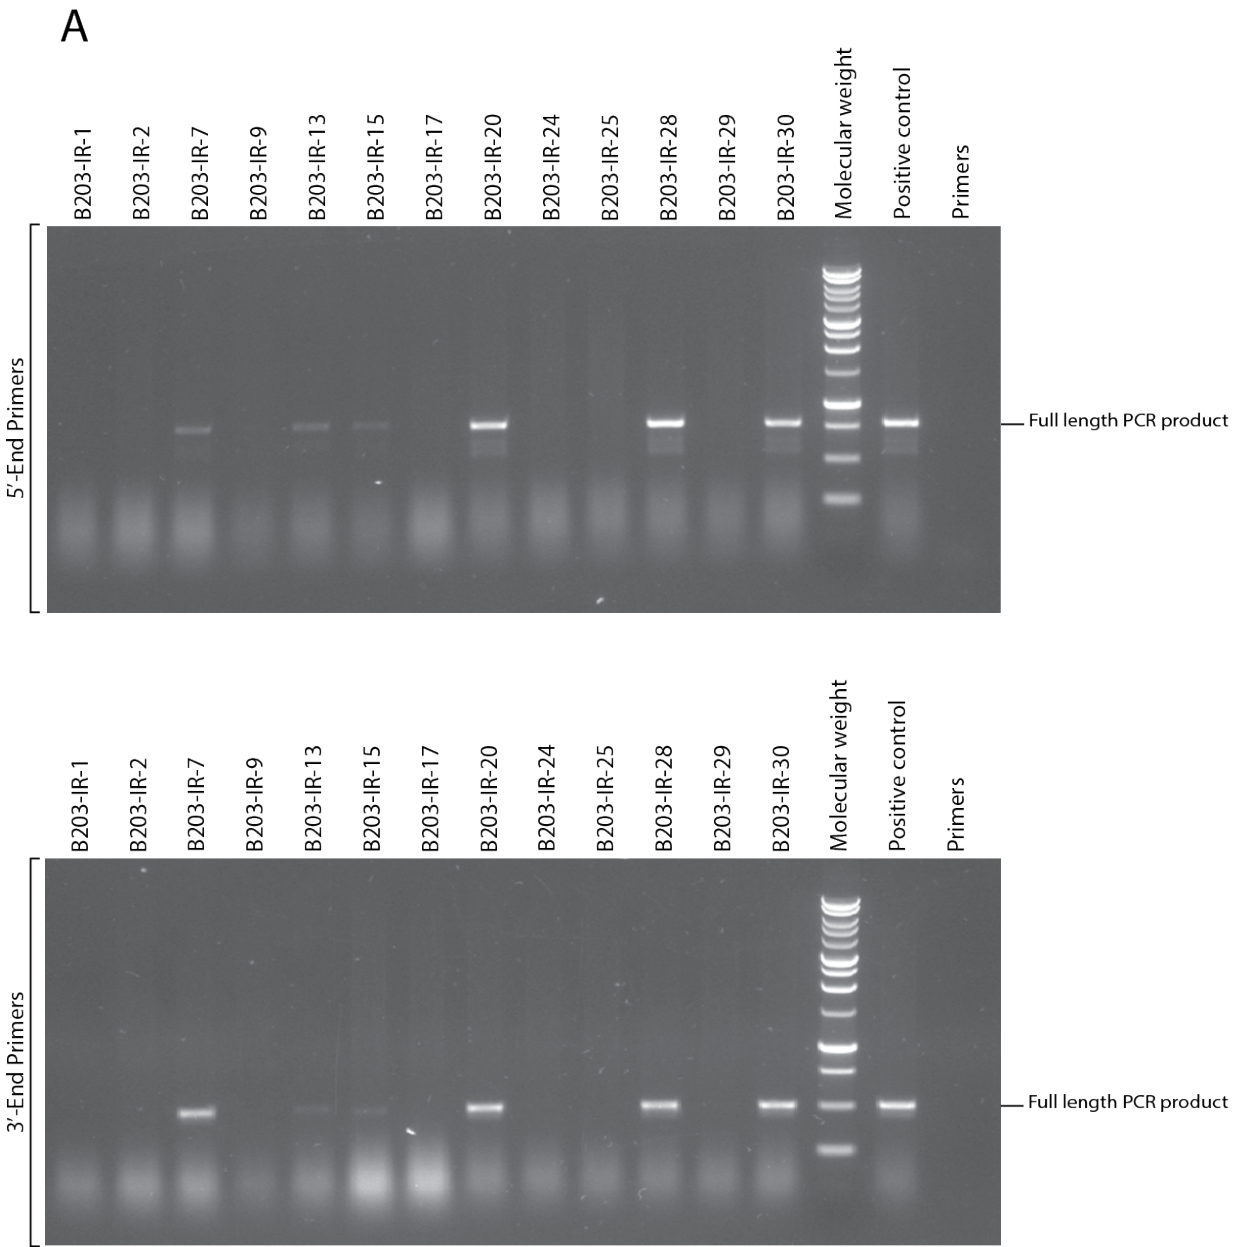 A
B203-IR-1
B203-IR-2
B203-IR-7
B203-IR-9
B203-IR-13
B203-IR-15
B203-IR-17
B203-IR-20
B203-IR-24
B203-IR-25
B203-IR-28
B203-IR-29
B203-IR-30
Molecular weight
Positive control
Primers
5’-End Primers
Full length PCR product
B203-IR-1
B203-IR-2
B203-IR-7
B203-IR-9
B203-IR-13
B203-IR-15
B203-IR-17
B203-IR-20
B203-IR-24
B203-IR-25
B203-IR-28
B203-IR-29
B203-IR-30
Molecular weight
Positive control
Primers
3’-End Primers
Full length PCR product